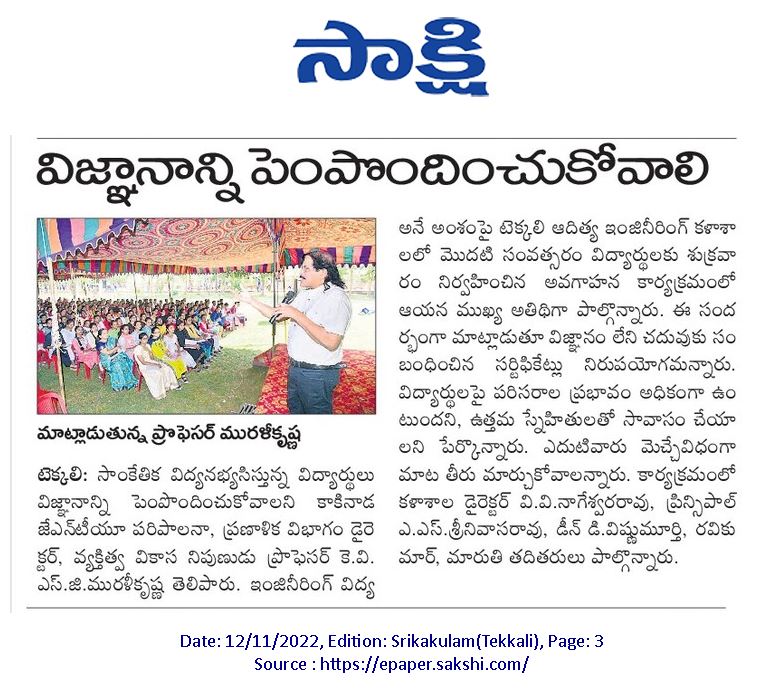 సాక్షి
విజ్ఞానాన్ని పెంపొందించుకోవాలి
మాట్లాడుతున్న ప్రొఫెసర్ మురళీకృష్ణ
టెక్కలి: సాంకేతిక విద్యనభ్యసిస్తున్న విద్యార్థులు
విజ్ఞానాన్ని పెంపొందించుకోవాలని కాకినాడ
జేఎన్‌టీయూ పరిపాలనా, ప్రణాళిక విభాగం డైరె
క్టర్, వ్యక్తిత్వ వికాస నిపుణుడు ప్రొఫెసర్ కె.వి.
ఎస్.జి.మురళీకృష్ణ తెలిపారు. ఇంజినీరింగ్ విద్య
అనే అంశంపై టెక్కలి ఆదిత్య ఇంజినీరింగ్ కళాశా
లలో మొదటి సంవత్సరం విద్యార్థులకు శుక్రవా
రం నిర్వహించిన అవగాహన కార్యక్రమంలో
ఆయన ముఖ్య అతిథిగా పాల్గొన్నారు. ఈ సంద
ర్భంగా మాట్లాడుతూ విజ్ఞానం లేని చదువుకు సం
బంధించిన సర్టిఫికేట్లు నిరుపయోగమన్నారు.
విద్యార్థులపై పరిసరాల ప్రభావం అధికంగా ఉం
టుందని, ఉత్తమ స్నేహితులతో సావాసం చేయా
లని పేర్కొన్నారు. ఎదుటివారు మెచ్చేవిధంగా
మాట తీరు మార్చుకోవాలన్నారు. కార్యక్రమంలో
కళాశాల డైరెక్టర్ వి.వి.నాగేశ్వరరావు, ప్రిన్సిపాల్
ఎ.ఎస్.శ్రీనివాసరావు, డీన్ డి.విష్ణుమూర్తి, రవికు
మార్, మారుతి తదితరులు పాల్గొన్నారు.
Date: 12/11/2022, Edition: Srikakulam(Tekkali), Page: 3
Source : https://epaper.sakshi.com/